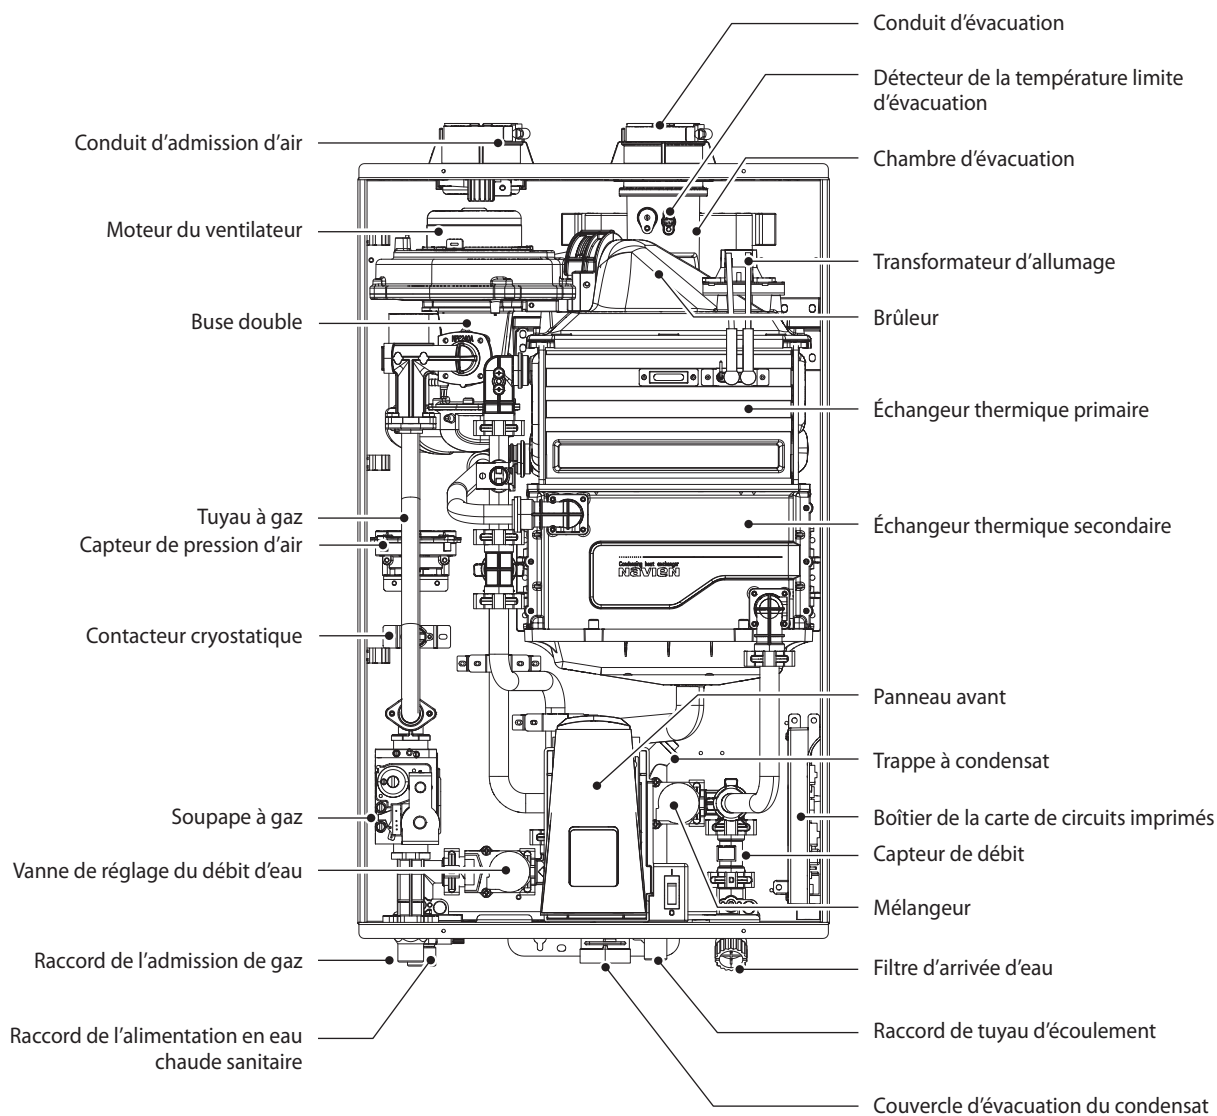 Conduit d'évacuation
Détecteur de la température limite
d'évacuation
Conduit d'admission d'air
Chambre d'évacuation
Moteur du ventilateur
Transformateur d'allumage
Buse double
Brûleur
Échangeur thermique primaire
Tuyau à gaz
Échangeur thermique secondaire
Capteur de pression d'air
Condensing heat exchanger
NAVIEN
Contacteur cryostatique
Panneau avant
Trappe à condensat
Soupape à gaz
Boîtier de la carte de circuits imprimés
Capteur de débit
Vanne de réglage du débit d'eau
Mélangeur
Raccord de l'admission de gaz
Filtre d'arrivée d'eau
Raccord de l'alimentation en eau
chaude sanitaire
Raccord de tuyau d'écoulement
Couvercle d'évacuation du condensat